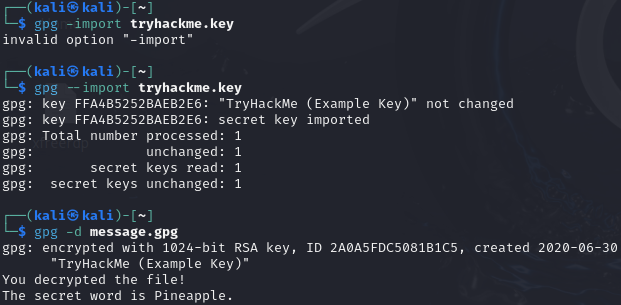 ┌──(kali㉿kali)-[~]
└─$ gpg -import tryhackme.key
invalid option "-import"
┌──(kali㉿kali)-[~]
└─$ gpg --import tryhackme.key
gpg: key FFA4B5252BAEB2E6: "TryHackMe (Example Key)" not changed
gpg: key FFA4B5252BAEB2E6: secret key imported
gpg: Total number processed: 1
gpg:              unchanged: 1
gpg:       secret keys read: 1
gpg:  secret keys unchanged: 1
┌──(kali㉿kali)-[~]
└─$ gpg -d message.gpg
gpg: encrypted with 1024-bit RSA key, ID 2A0A5FDC5081B1C5, created 2020-06-30
      "TryHackMe (Example Key)"
You decrypted the file!
The secret word is Pineapple.